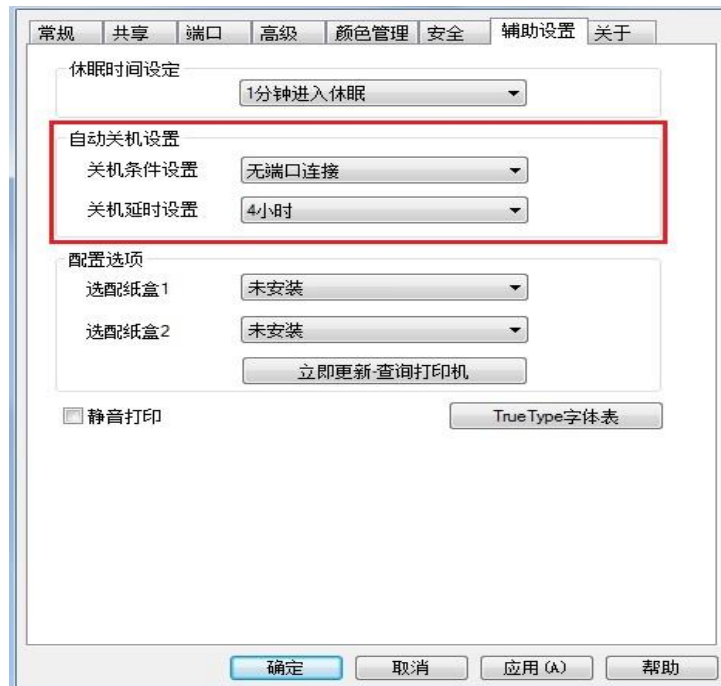 常规 共享 端口 高级 颜色管理 安全 辅助设置 关于
休眠时间设定
1分钟进入休眠
自动关机设置
关机条件设置 无端口连接
关机延时设置 4小时
配置选项
选配纸盒1 未安装
选配纸盒2 未安装
立即更新-查询打印机
静音打印 TrueType字体表
确定 取消 应用(A) 帮助